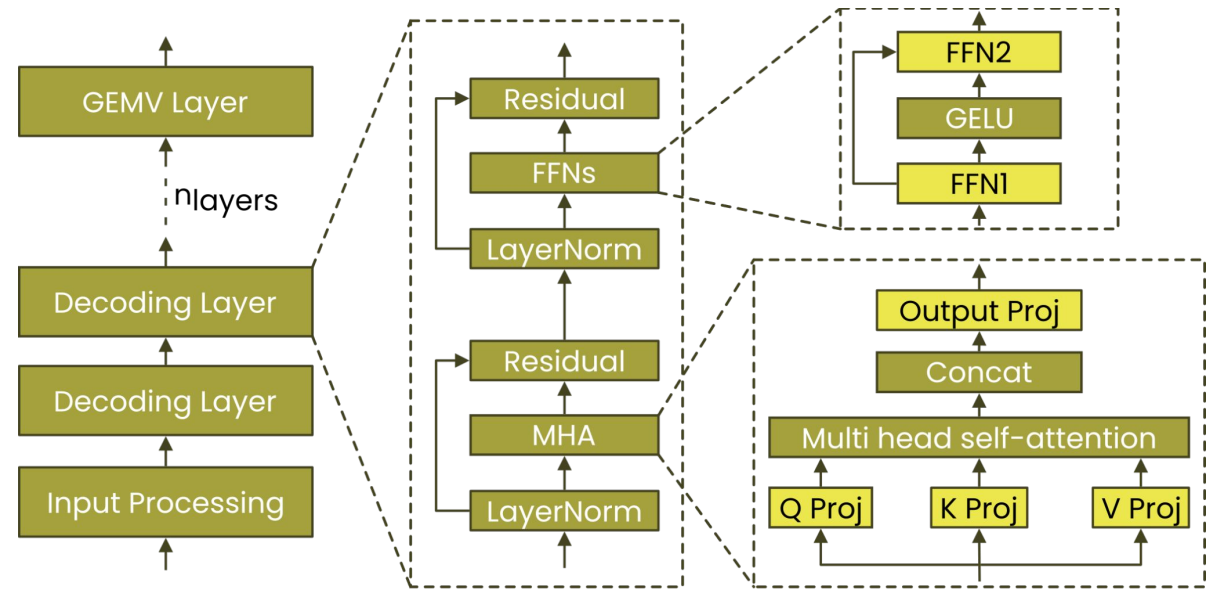 GEMV Layer
nlayers
Decoding Layer
Decoding Layer
Input Processing
Residual
FFNs
LayerNorm
Residual
MHA
LayerNorm
FFN2
GELU
FFN1
Output Proj
Concat
Multi head self-attention
Q Proj
K Proj
V Proj